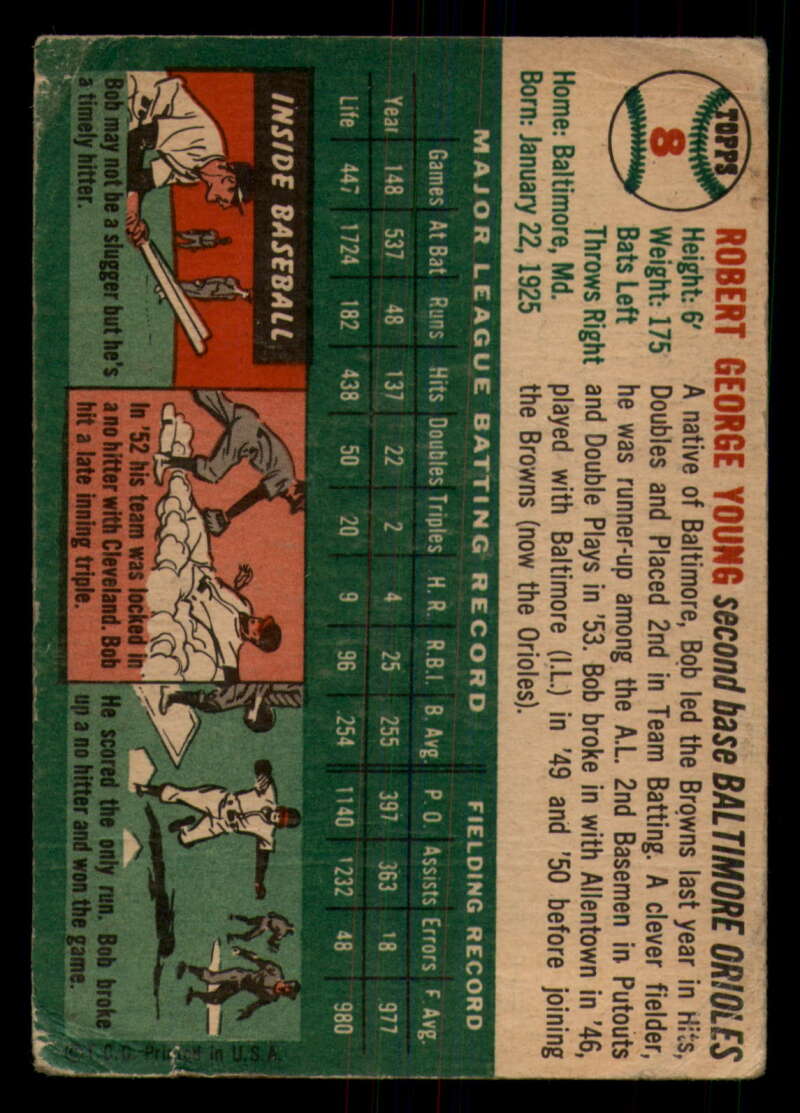 TOPPS
8
ROBERT GEORGE YOUNG second base BALTIMORE ORIOLES
Height: 6'
Weight: 175
Bats Left
Throws Right
Home: Baltimore, Md.
Born: January 22, 1925
A native of Baltimore, Bob led the Browns last year in Hits,
Doubles and Placed 2nd in Team Batting. A clever fielder,
he was runner-up among the A.L. 2nd Basemen in Putouts
and Double Plays in '53. Bob broke in with Allentown in '46,
played with Baltimore (I.L.) in '49 and '50 before joining
the Browns (now the Orioles).
MAJOR LEAGUE BATTING RECORD FIELDING RECORD
Games At Bat Runs Hits Doubles Triples H. R. R.B.I. B. Avg. P. O. Assists Errors F. Avg.
Year 148 537 48 137 22 2 4 25 255 397 363 18 977
Life 447 1724 182 438 50 20 9 96 .254 1140 1232 48 980
INSIDE BASEBALL
Bob may not be a slugger but he's
a timely hitter.
In '52 his team was locked in
a no hitter with Cleveland. Bob
hit a late inning triple.
He scored the only run. Bob broke
up a no hitter and won the game.
T.C.G. Printed in U.S.A.